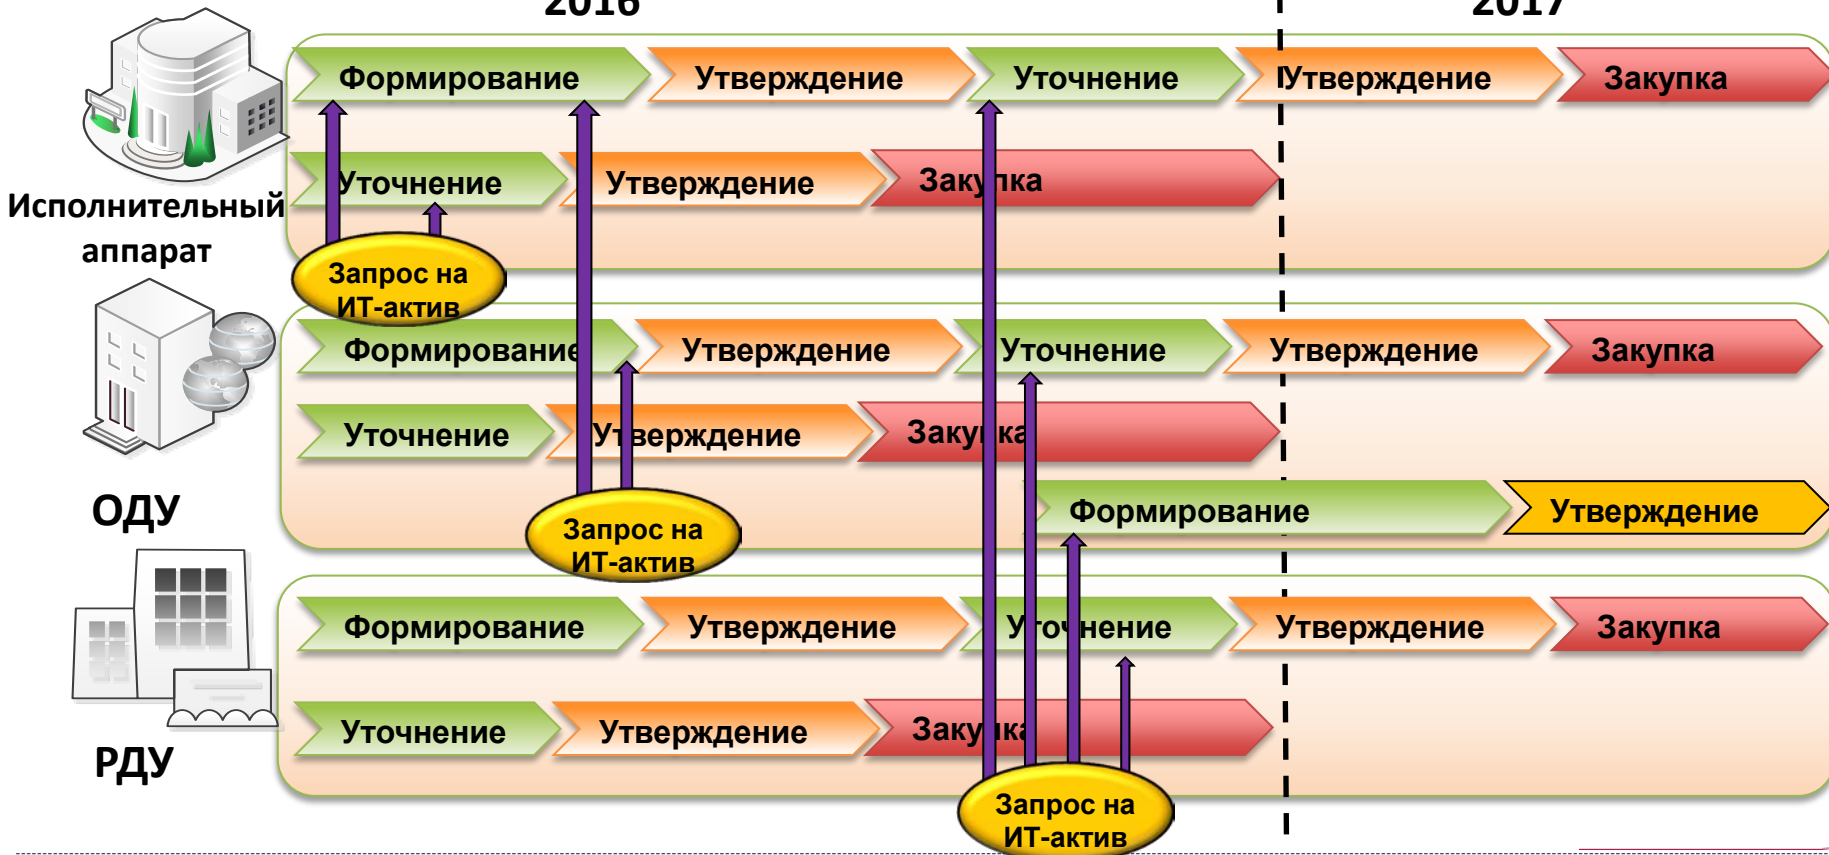 2016
2017
Формирование
Утверждение
Уточнение
Утверждение
Закупка
Уточнение
Утверждение
Закупка
Исполнительный
аппарат
Запрос на
ИТ-актив
Формирование
Утверждение
Уточнение
Утверждение
Закупка
Уточнение
Утверждение
Закупка
ОДУ
Формирование
Утверждение
Запрос на
ИТ-актив
Формирование
Утверждение
Уточнение
Утверждение
Закупка
Уточнение
Утверждение
Закупка
РДУ
Запрос на
ИТ-актив